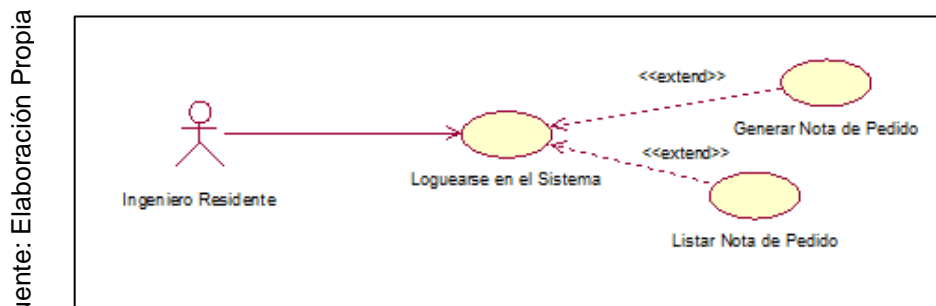 uente: Elaboración Propia
<<extend>>
Generar Nota de Pedido
<<extend>>
Loguearse en el Sistema
Ingeniero Residente
Listar Nota de Pedido